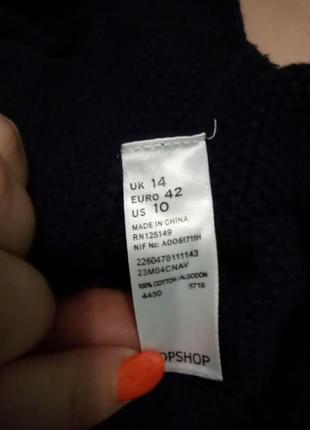 UK 14
EURO 42
US 10
MADE IN CHINA
RN125149
NIF No: A0061711H
2260478111143
23M04CNAV
100% COTTON / ALGODON
4430 5718
OPSHOP